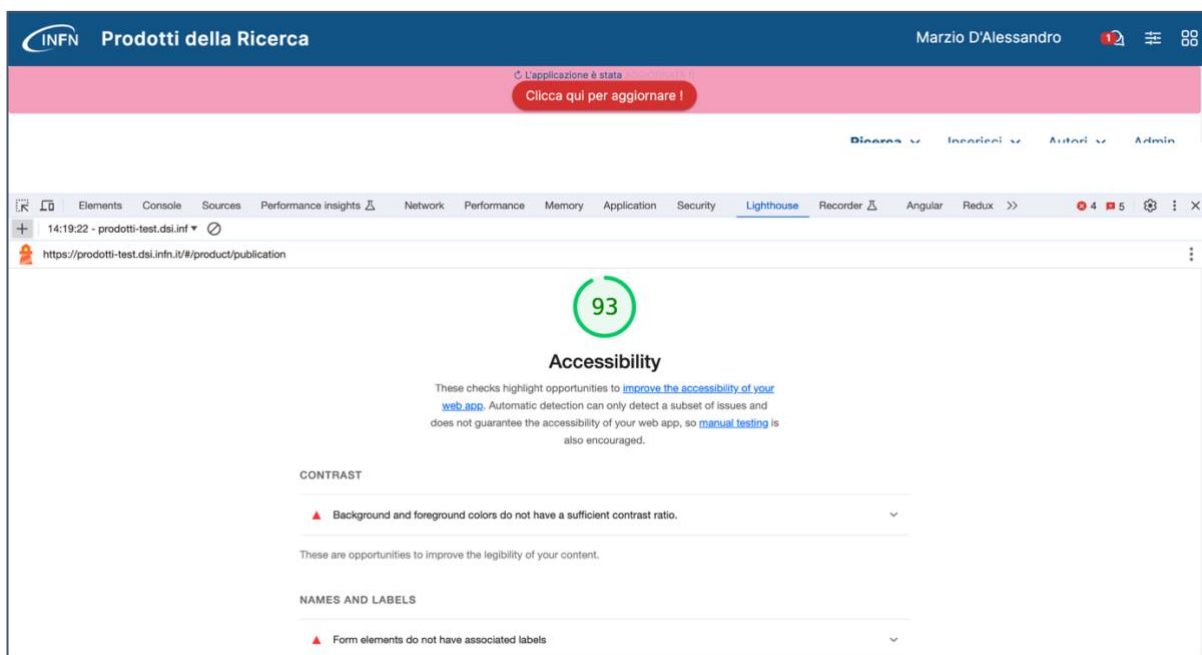 INFN Prodotti della Ricerca Marzio D'Alessandro 1
L'applicazione è stata
Clicca qui per aggiornare !
Ricerca Inserisci Autori Admin
Elements Console Sources Performance insights Network Performance Memory Application Security Lighthouse Recorder Angular Redux >> 4 5
14:19:22 - prodotti-test.dsi.inf
https://prodotti-test.dsi.infn.it/#/product/publication
93
Accessibility
These checks highlight opportunities to improve the accessibility of your
web app. Automatic detection can only detect a subset of issues and
does not guarantee the accessibility of your web app, so manual testing is
also encouraged.
CONTRAST
Background and foreground colors do not have a sufficient contrast ratio.
These are opportunities to improve the legibility of your content.
NAMES AND LABELS
Form elements do not have associated labels